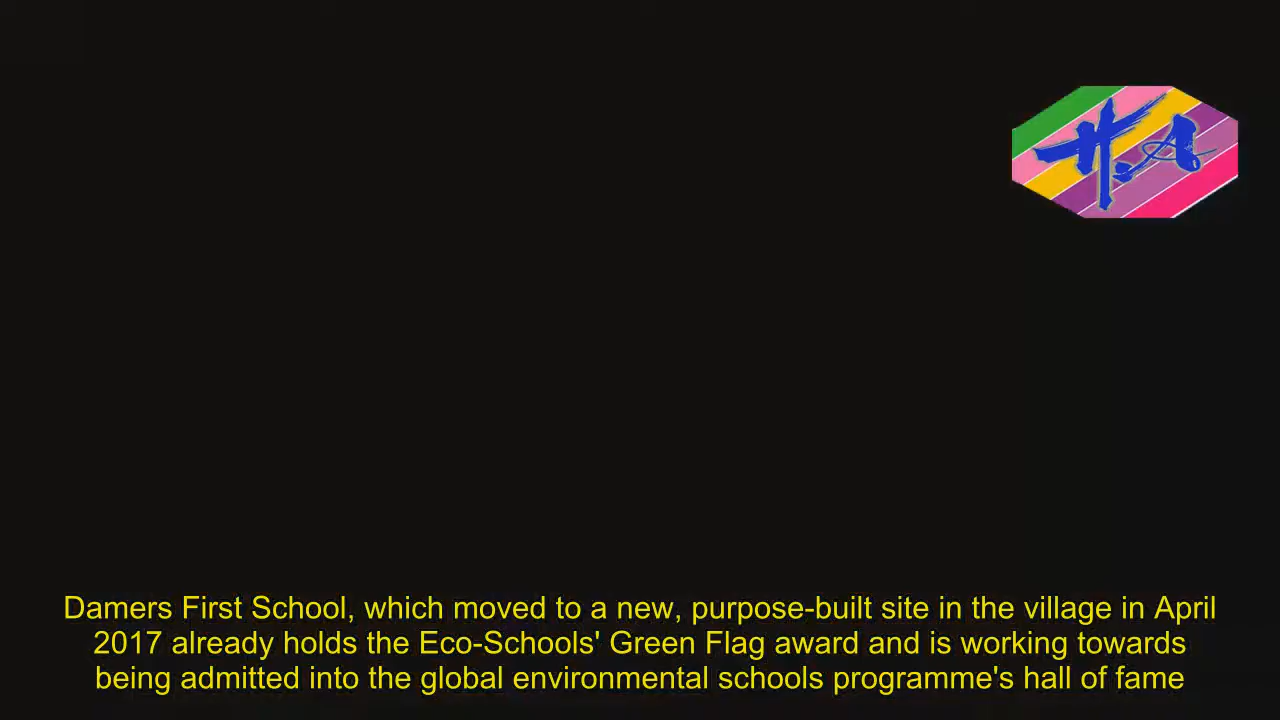 HA
Damers First School, which moved to a new, purpose-built site in the village in April
2017 already holds the Eco-Schools' Green Flag award and is working towards
being admitted into the global environmental schools programme's hall of fame